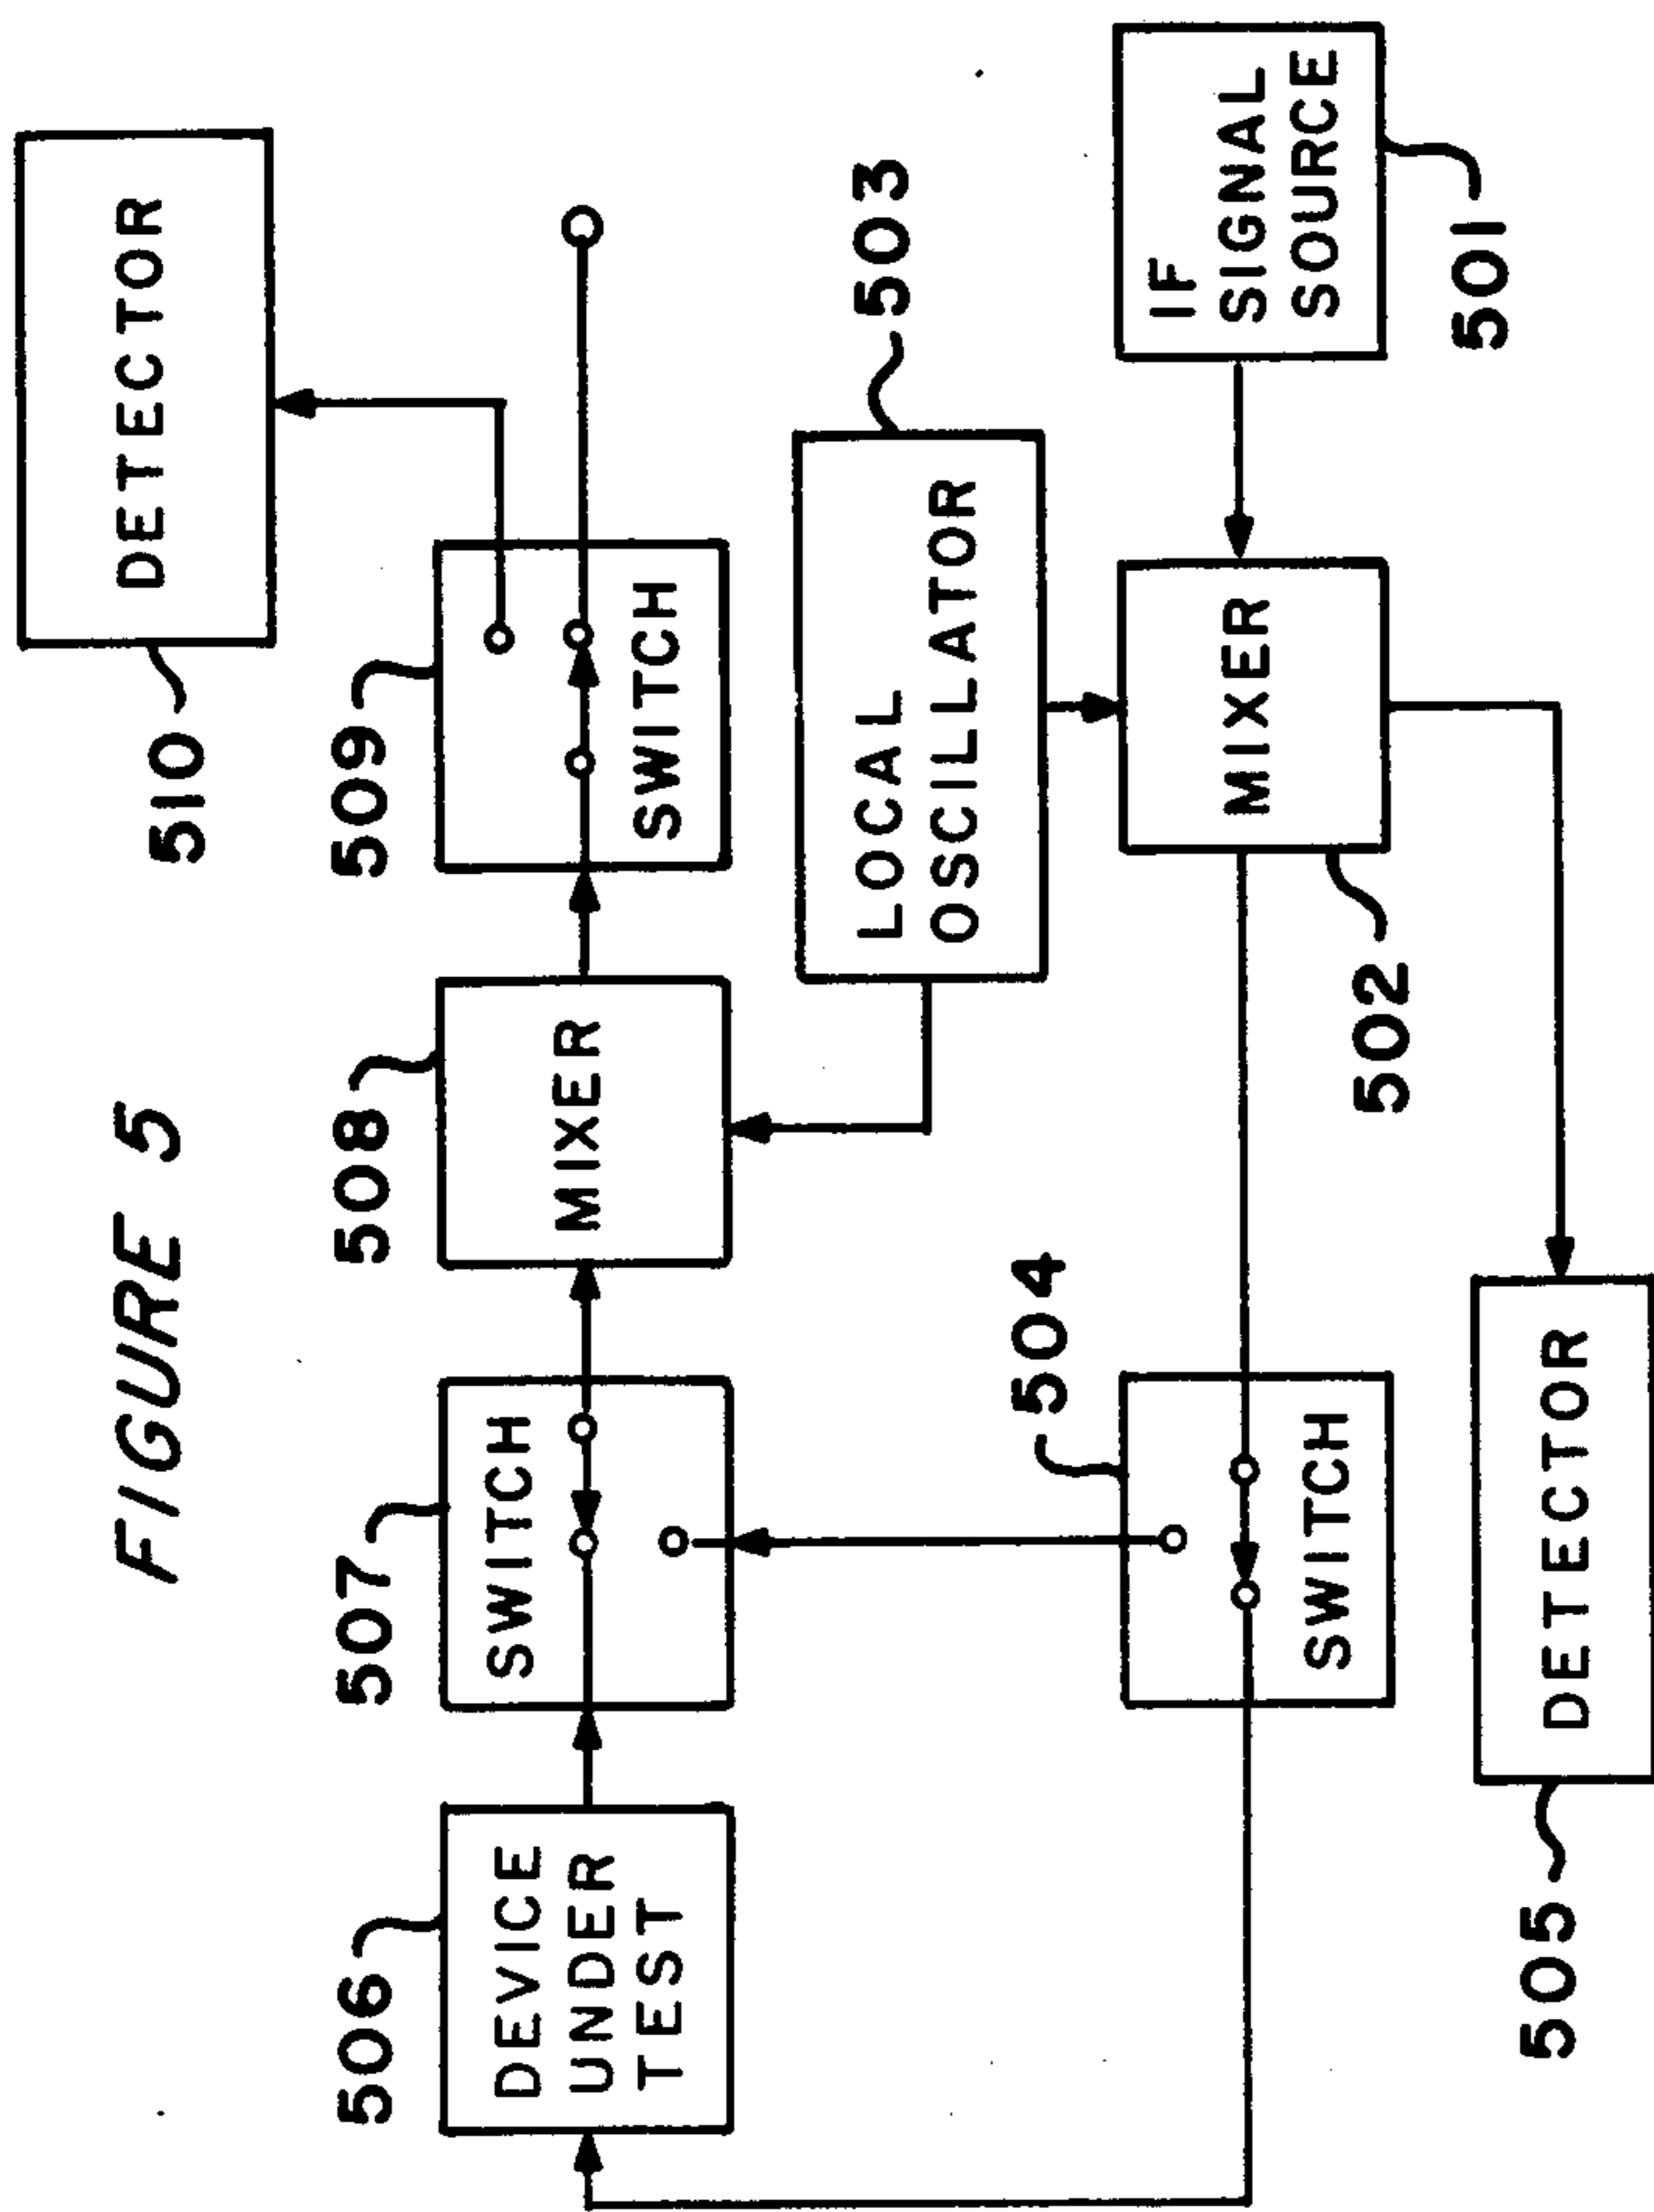 FIGURE 5
506
507
508
509
510
DEVICE
UNDER
TEST
SWITCH
MIXER
SWITCH
DETECTOR
504
503
LOCAL
OSCILLATOR
SWITCH
MIXER
IF
SIGNAL
SOURCE
502
501
505
DETECTOR